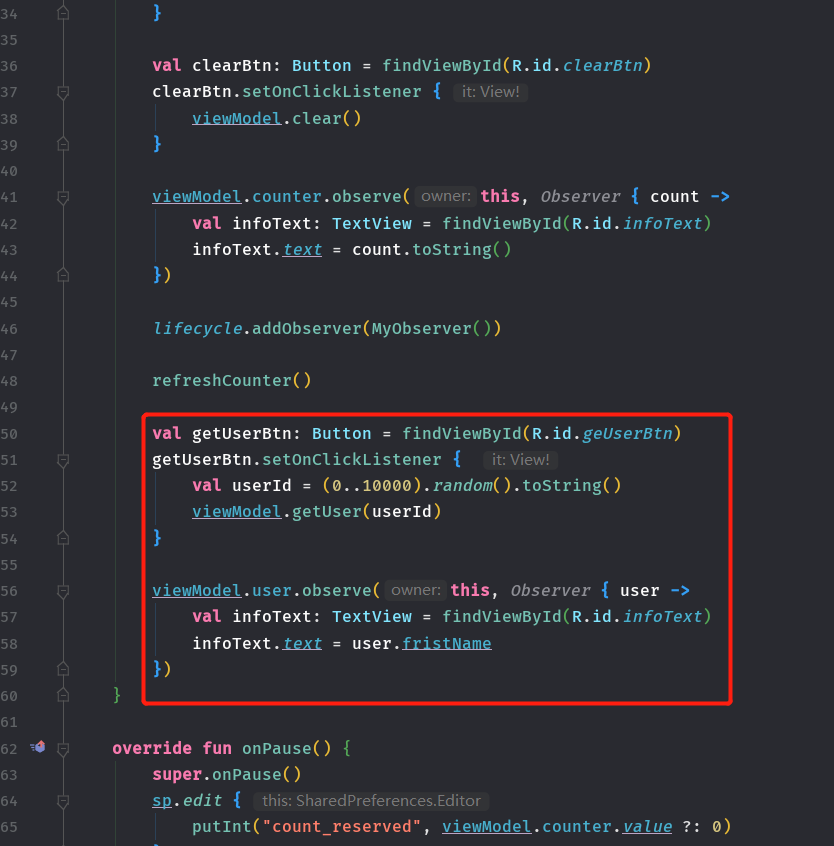 34 }
35
36 val clearBtn: Button = findViewById(R.id.clearBtn)
37 clearBtn.setOnClickListener { it: View!
38 viewModel.clear()
39 }
40
41 viewModel.counter.observe( owner: this, Observer { count ->
42 val infoText: TextView = findViewById(R.id.infoText)
43 infoText.text = count.toString()
44 })
45
46 lifecycle.addObserver(MyObserver())
47
48 refreshCounter()
49
50 val getUserBtn: Button = findViewById(R.id.geUserBtn)
51 getUserBtn.setOnClickListener { it: View!
52 val userId = (0..10000).random().toString()
53 viewModel.getUser(userId)
54 }
55
56 viewModel.user.observe( owner: this, Observer { user ->
57 val infoText: TextView = findViewById(R.id.infoText)
58 infoText.text = user.fristName
59 })
60 }
61
62 override fun onPause() {
63 super.onPause()
64 sp.edit { this: SharedPreferences.Editor
65 putInt("count_reserved", viewModel.counter.value ?: 0)